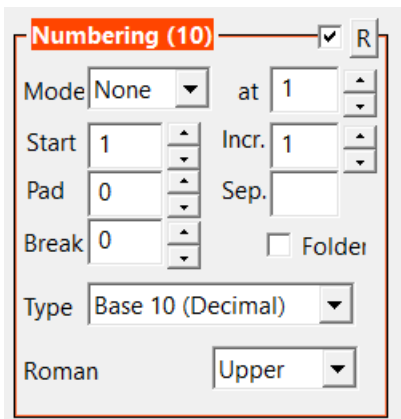 Numbering (10) R
Mode None at 1
Start 1 Incr. 1
Pad 0 Sep.
Break 0 Folder
Type Base 10 (Decimal)
Roman Upper